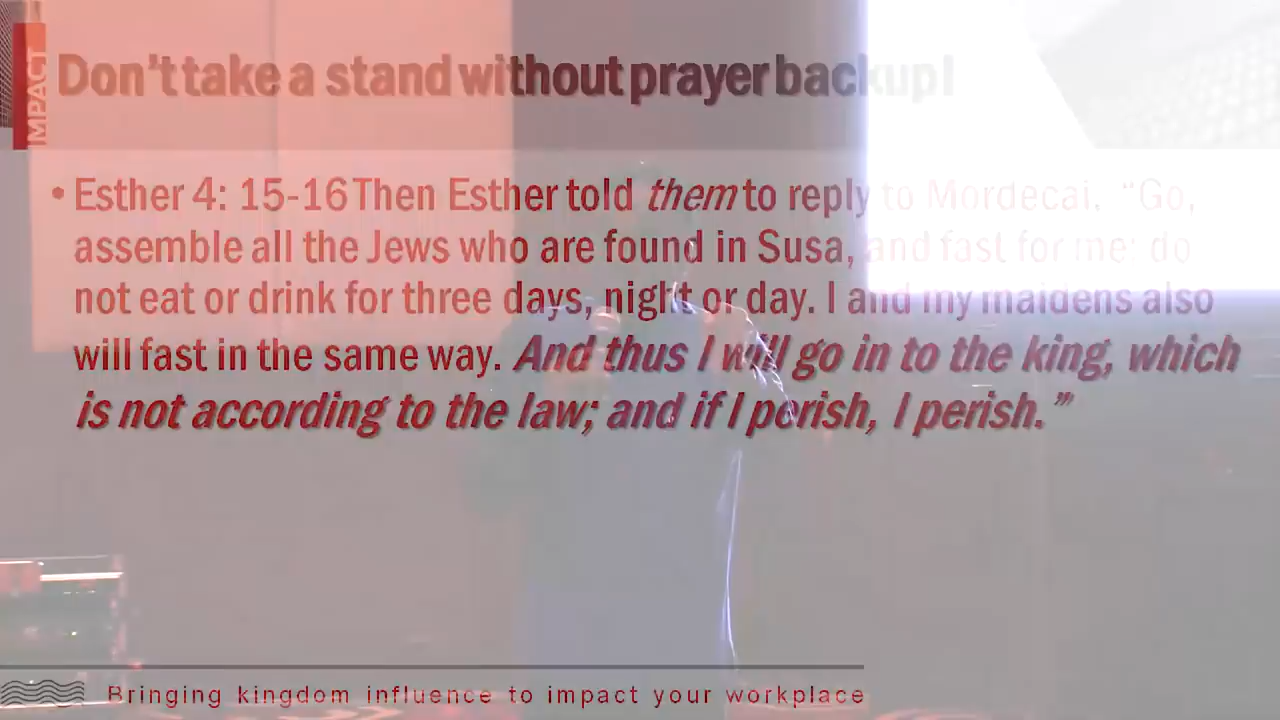 IMPACT
Don't take a stand without prayer backup!
• Esther 4: 15-16Then Esther told them to reply to Mordecai, “Go,
assemble all the Jews who are found in Susa, and fast for me; do
not eat or drink for three days, night or day. I and my maidens also
will fast in the same way. And thus I will go in to the king, which
is not according to the law; and if I perish, I perish.”
Bringing kingdom influence to impact your workplace